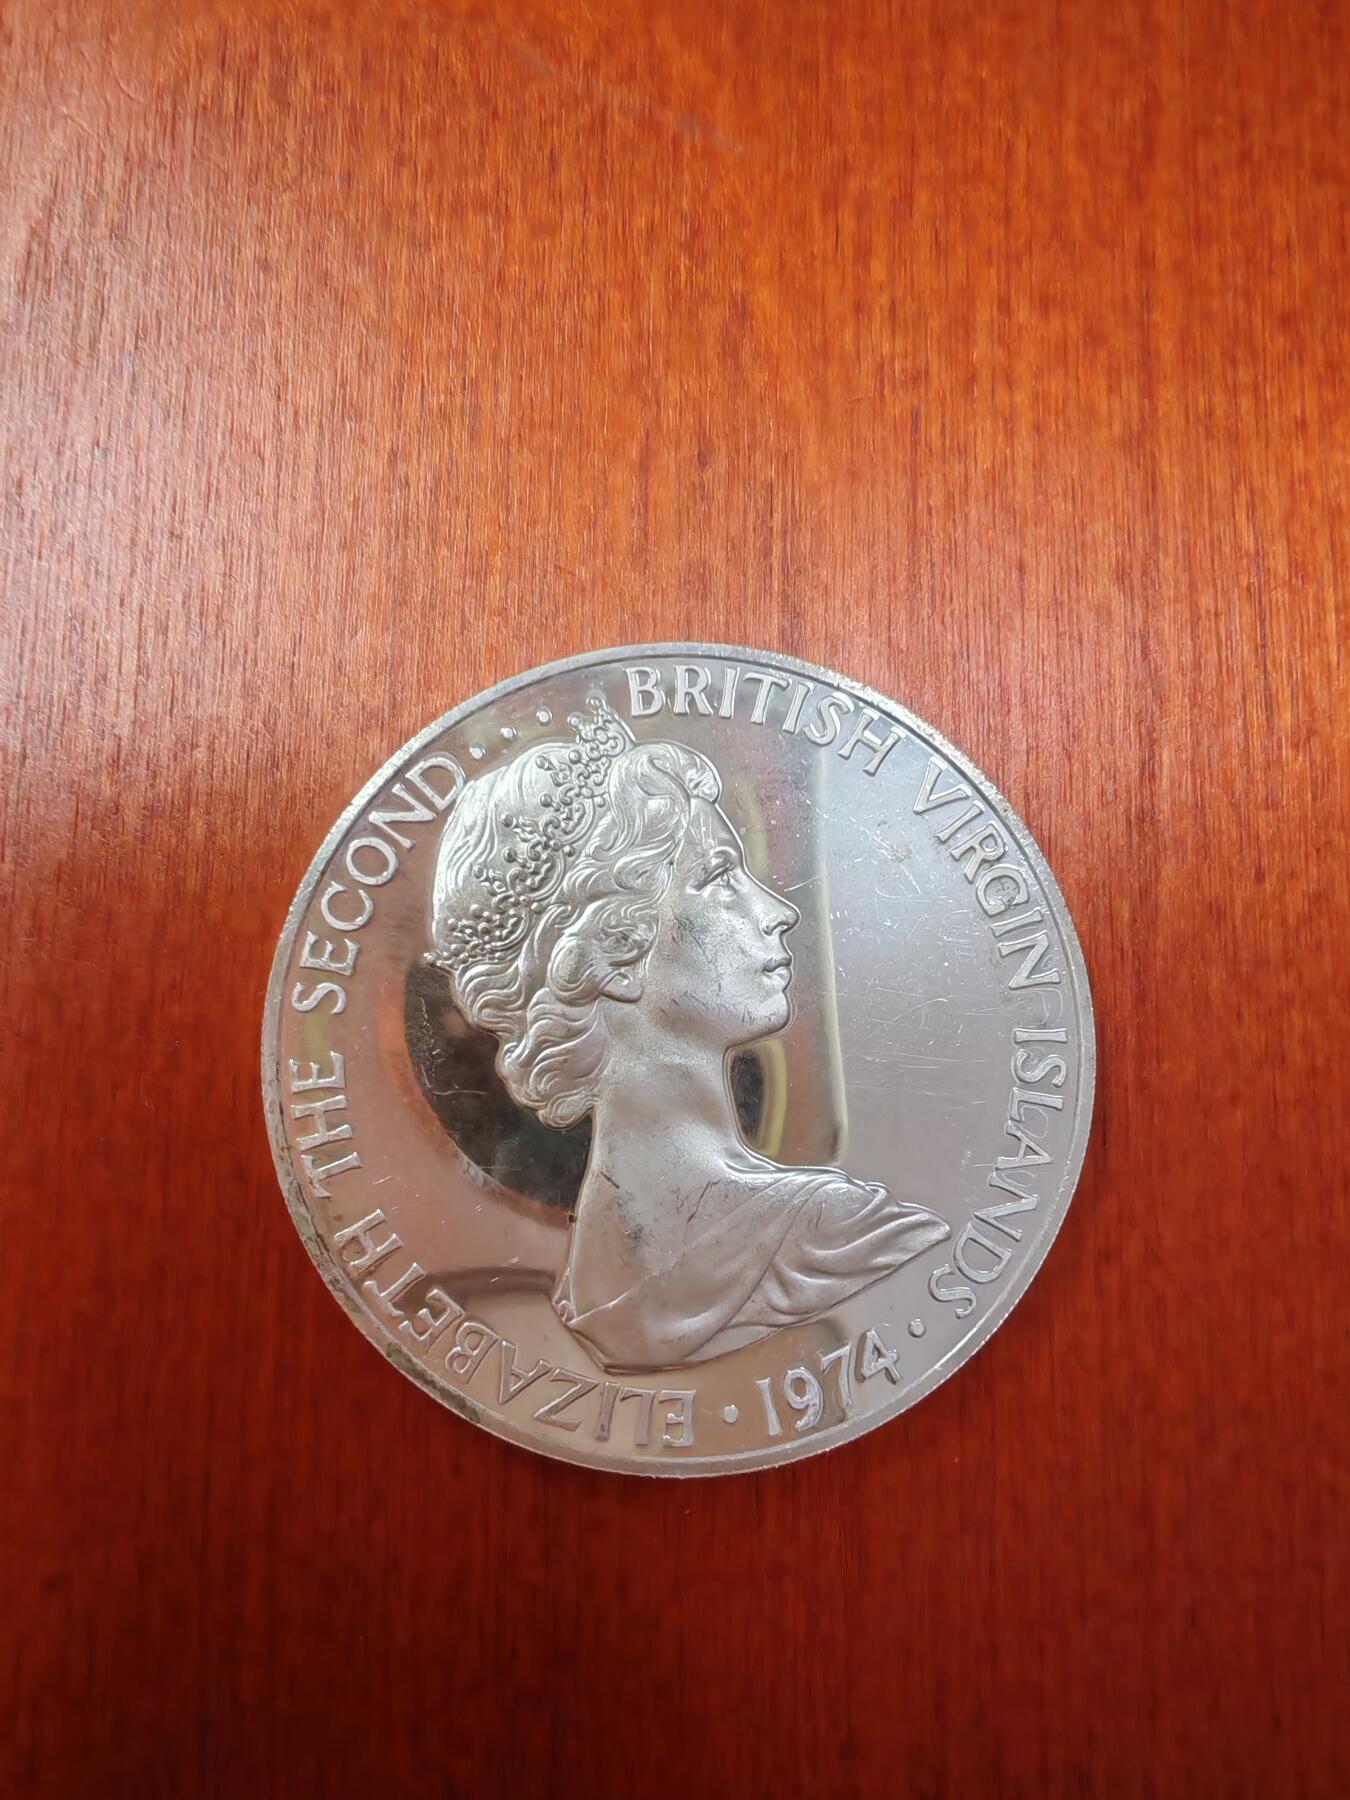 ELIZABETH THE SECOND....
BRITISH VIRGIN ISLANDS · 1974 ·